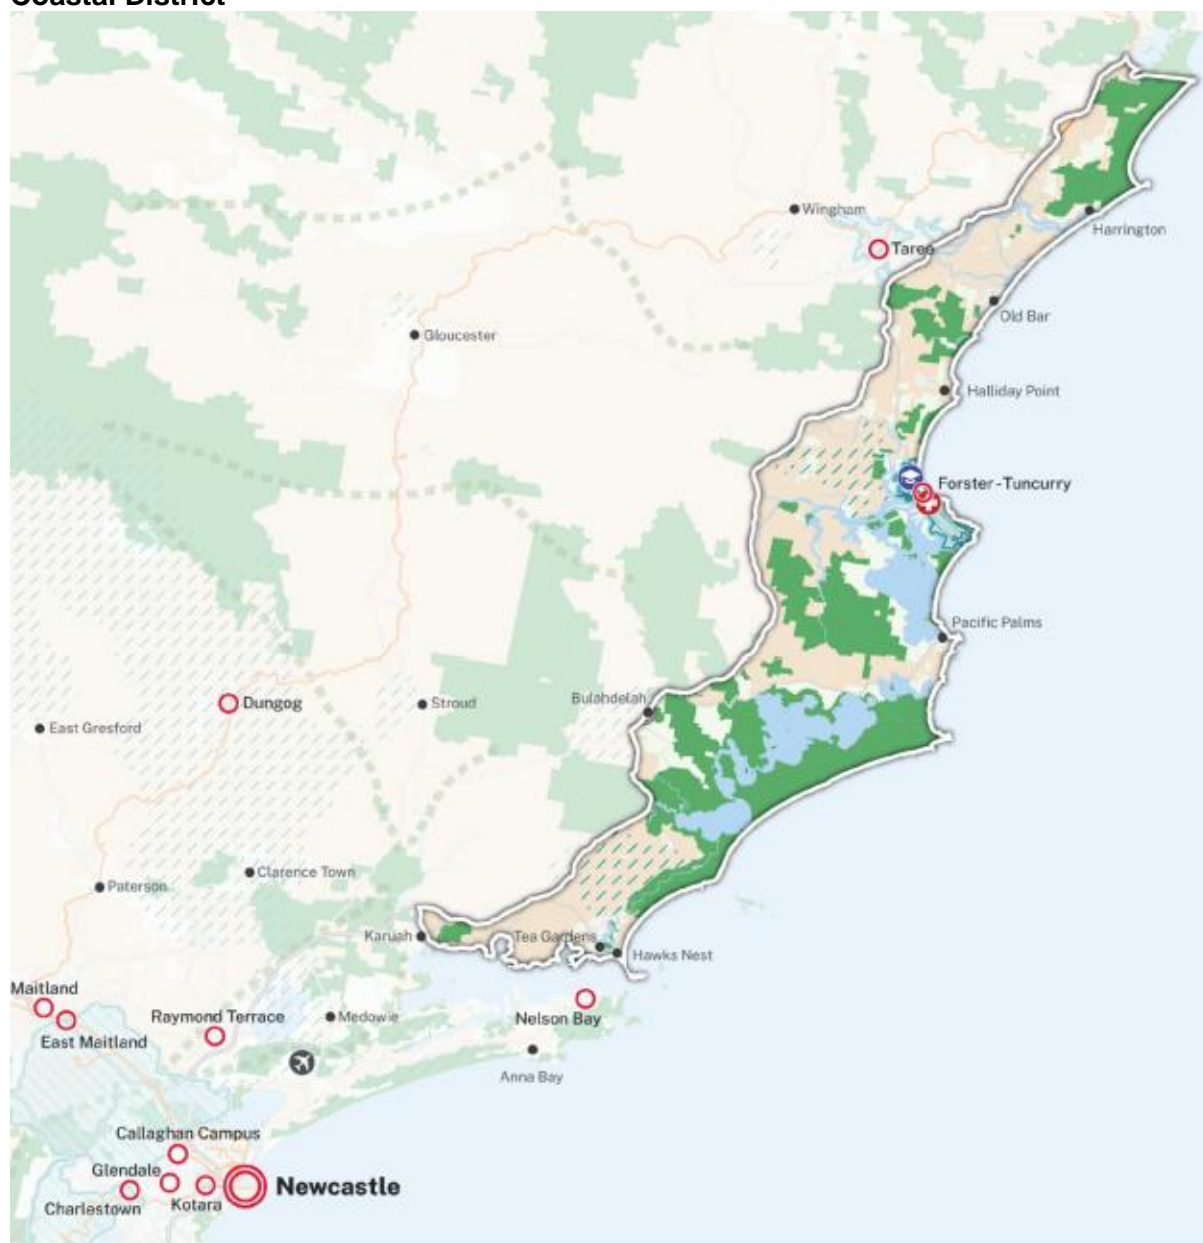 Coastal District
Wingham
Taree
Harrington
Old Bar
Gloucester
Halliday Point
Forster-Tuncurry
Pacific Palms
Bulahdelah
Dungog
Stroud
East Gresford
Clarence Town
Paterson
Karuah
Tea Gardens
Hawks Nest
Maitland
East Maitland
Raymond Terrace
Medowie
Nelson Bay
Anna Bay
Callaghan Campus
Glendale
Newcastle
Charlestown
Kotara